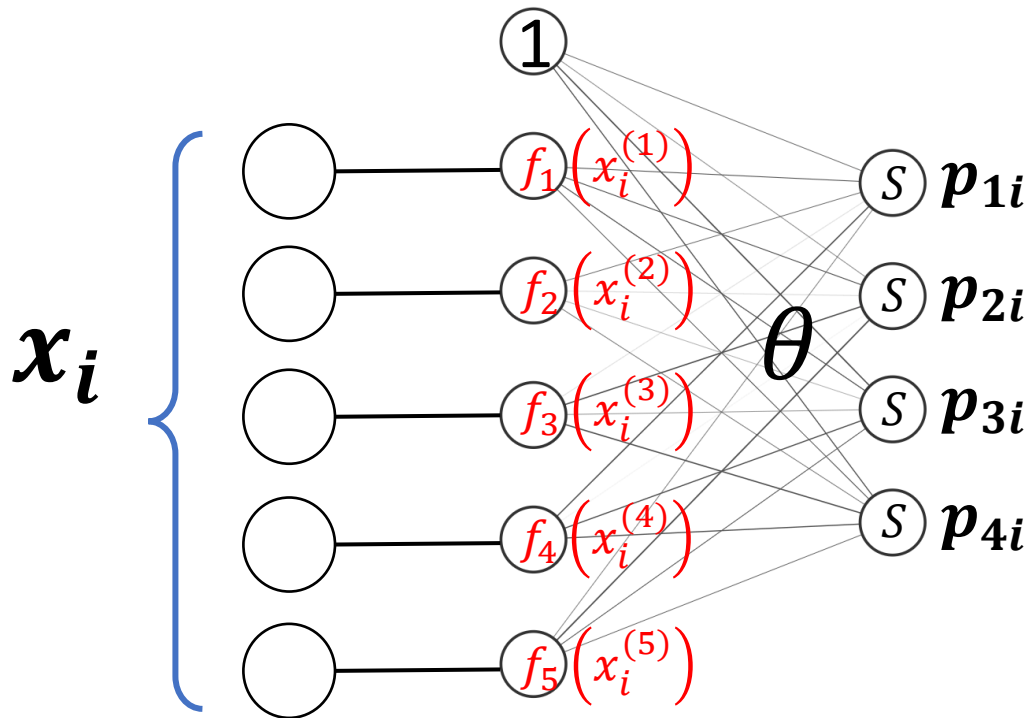 1
f₁(xᵢ⁽¹⁾) S p₁ᵢ
f₂(xᵢ⁽²⁾) S p₂ᵢ
xᵢ θ
f₃(xᵢ⁽³⁾) S p₃ᵢ
f₄(xᵢ⁽⁴⁾) S p₄ᵢ
f₅(xᵢ⁽⁵⁾)